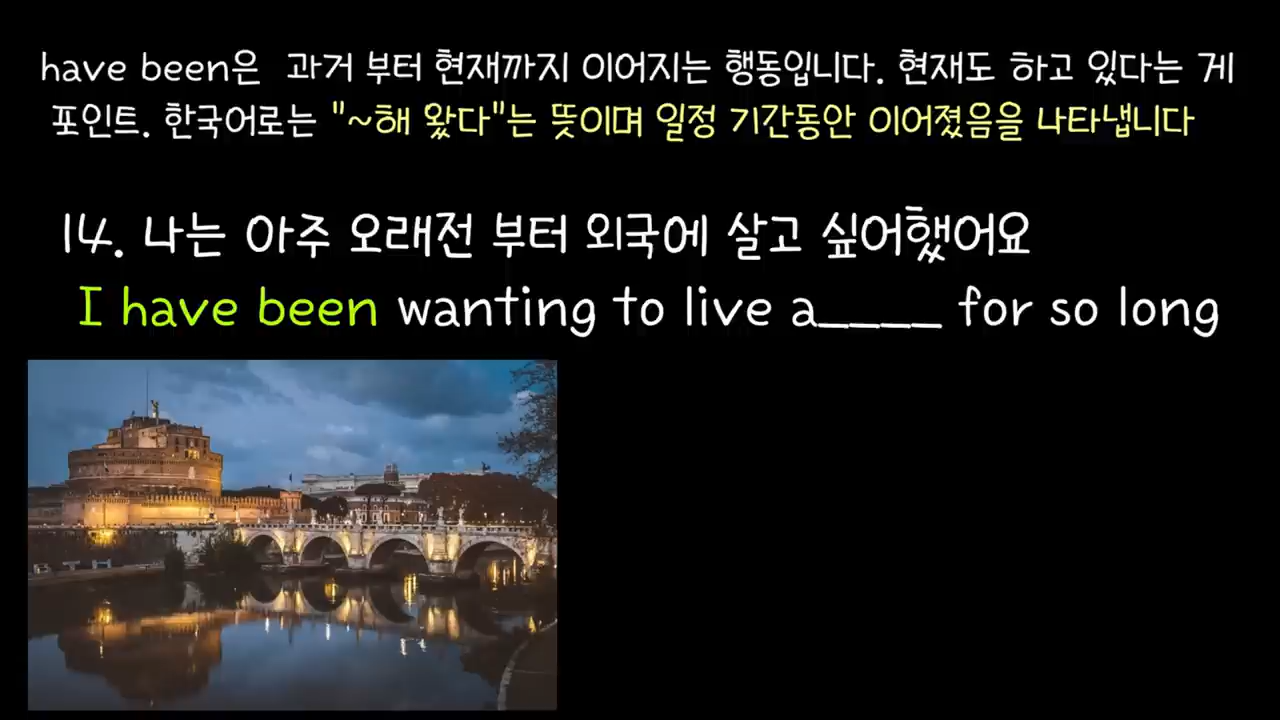 have been은 과거 부터 현재까지 이어지는 행동입니다. 현재도 하고 있다는 게
포인트. 한국어로는 "~해 왔다"는 뜻이며 일정 기간동안 이어졌음을 나타냅니다
14. 나는 아주 오래전 부터 외국에 살고 싶어했어요
I have been wanting to live a____ for so long